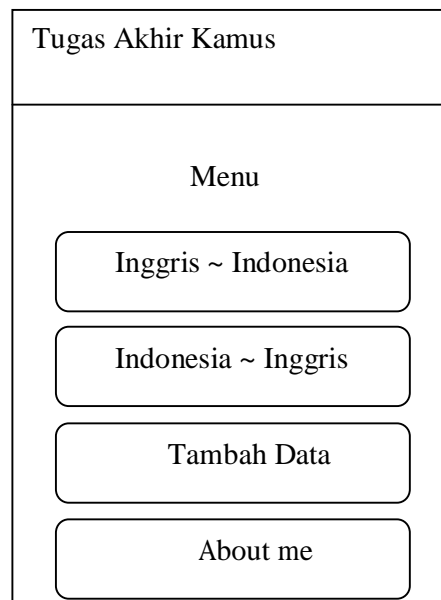 Tugas Akhir Kamus
Menu
Inggris ~ Indonesia
Indonesia ~ Inggris
Tambah Data
About me